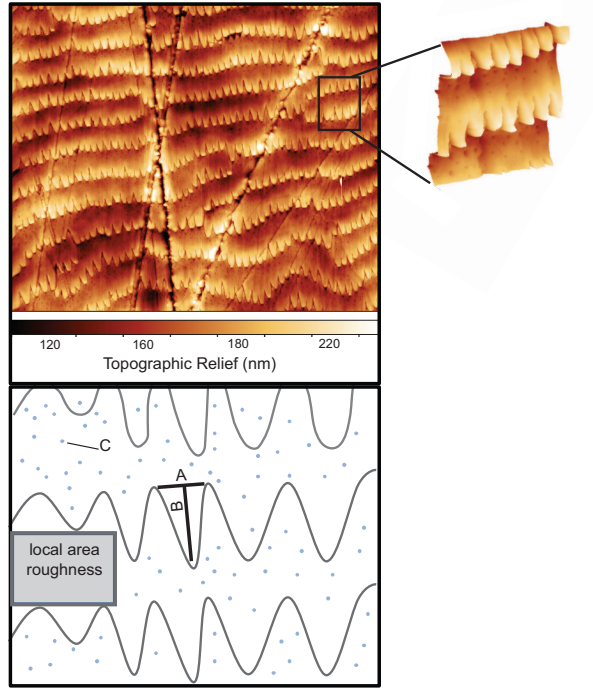 120 160 180 220
Topographic Relief (nm)
C
A
B
local area
roughness